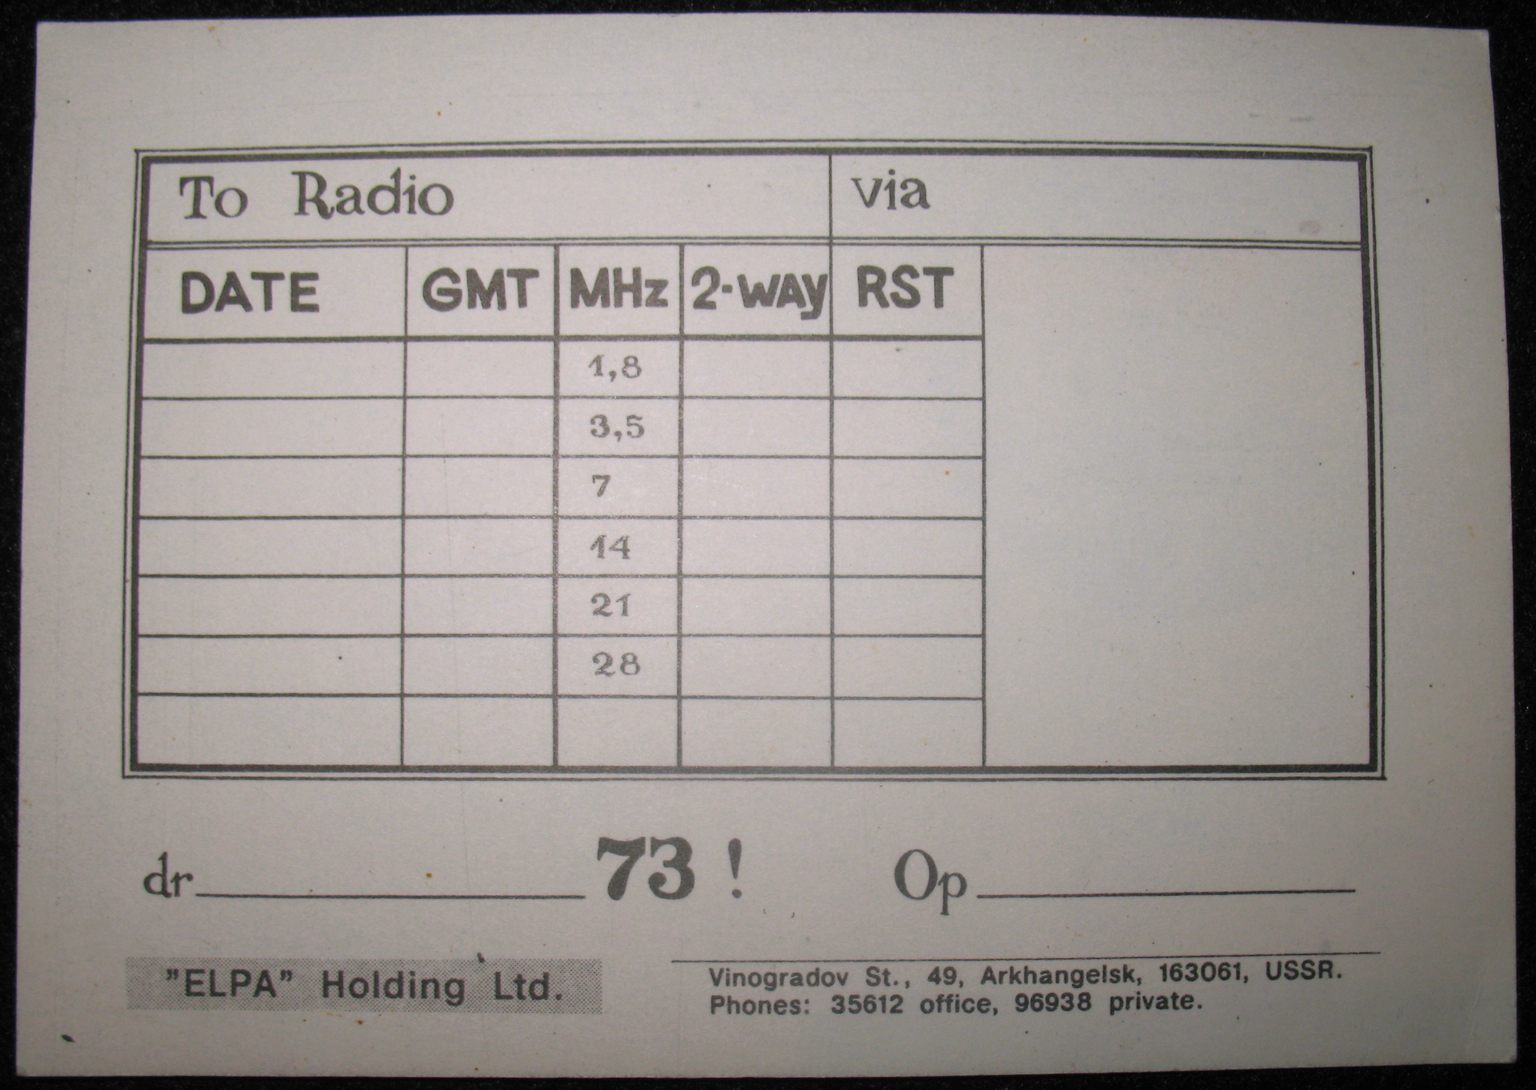 To Radio via
DATE GMT MHz 2-way RST
1,8
3,5
7
14
21
28
dr 73 ! Op
"ELPA" Holding Ltd.
Vinogradov St., 49, Arkhangelsk, 163061, USSR.
Phones: 35612 office, 96938 private.